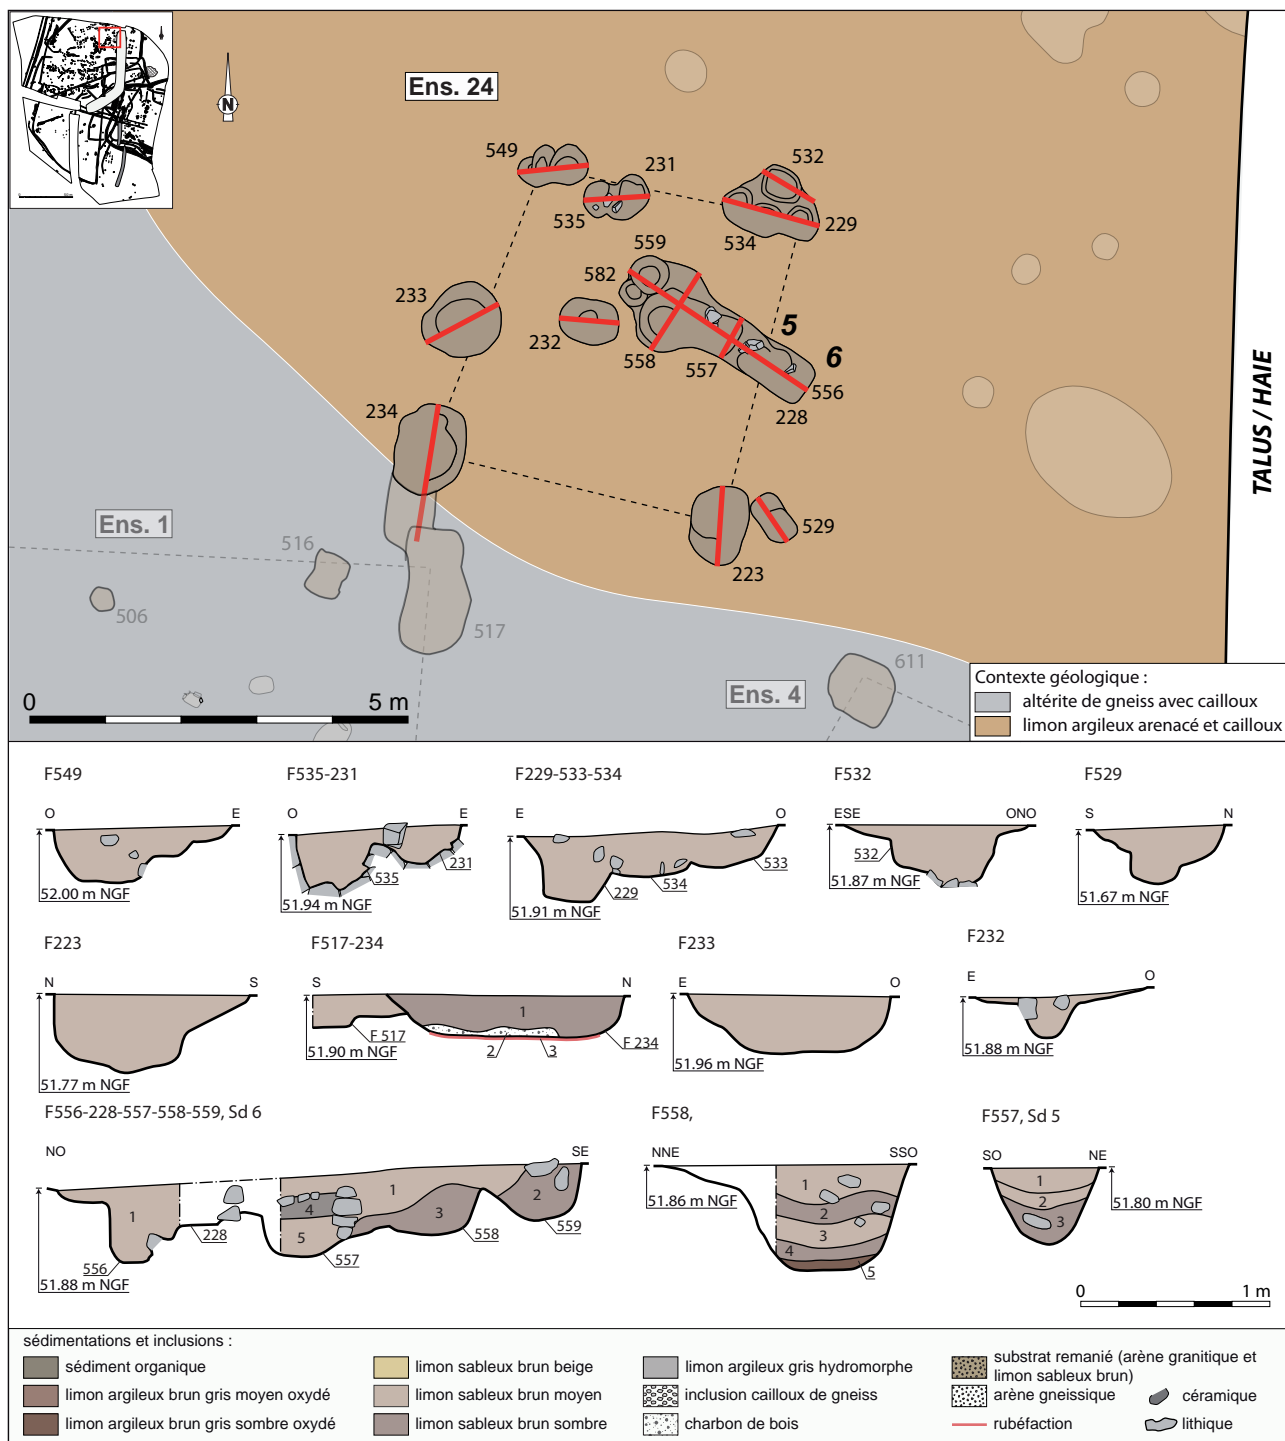 Ens. 24
N
549
231
535
532
229
534
559
582
233
232
558
557
5
6
556
228
234
529
223
Ens. 1
516
506
517
Ens. 4
611
TALUS / HAIE
0 5 m
Contexte géologique :
altérite de gneiss avec cailloux
limon argileux arenacé et cailloux
F549
O E
52.00 m NGF
F535-231
O E
535
231
51.94 m NGF
F229-533-534
E O
229
534
533
51.91 m NGF
F532
ESE ONO
532
51.87 m NGF
F529
S N
51.67 m NGF
F223
N S
51.77 m NGF
F517-234
S N
1
F 517
F 234
51.90 m NGF
2
3
F233
E O
51.96 m NGF
F232
E O
51.88 m NGF
F556-228-557-558-559, Sd 6
NO SE
1
4
5
1
3
2
228
557
558
559
556
51.88 m NGF
F558,
NNE SSO
51.86 m NGF
1
2
3
4
5
F557, Sd 5
SO NE
1
2
3
51.80 m NGF
0 1 m
sédimentations et inclusions :
sédiment organique
limon argileux brun gris moyen oxydé
limon argileux brun gris sombre oxydé
limon sableux brun beige
limon sableux brun moyen
limon sableux brun sombre
limon argileux gris hydromorphe
inclusion cailloux de gneiss
charbon de bois
substrat remanié (arène granitique et
limon sableux brun)
arène gneissique
rubéfaction
céramique
lithique